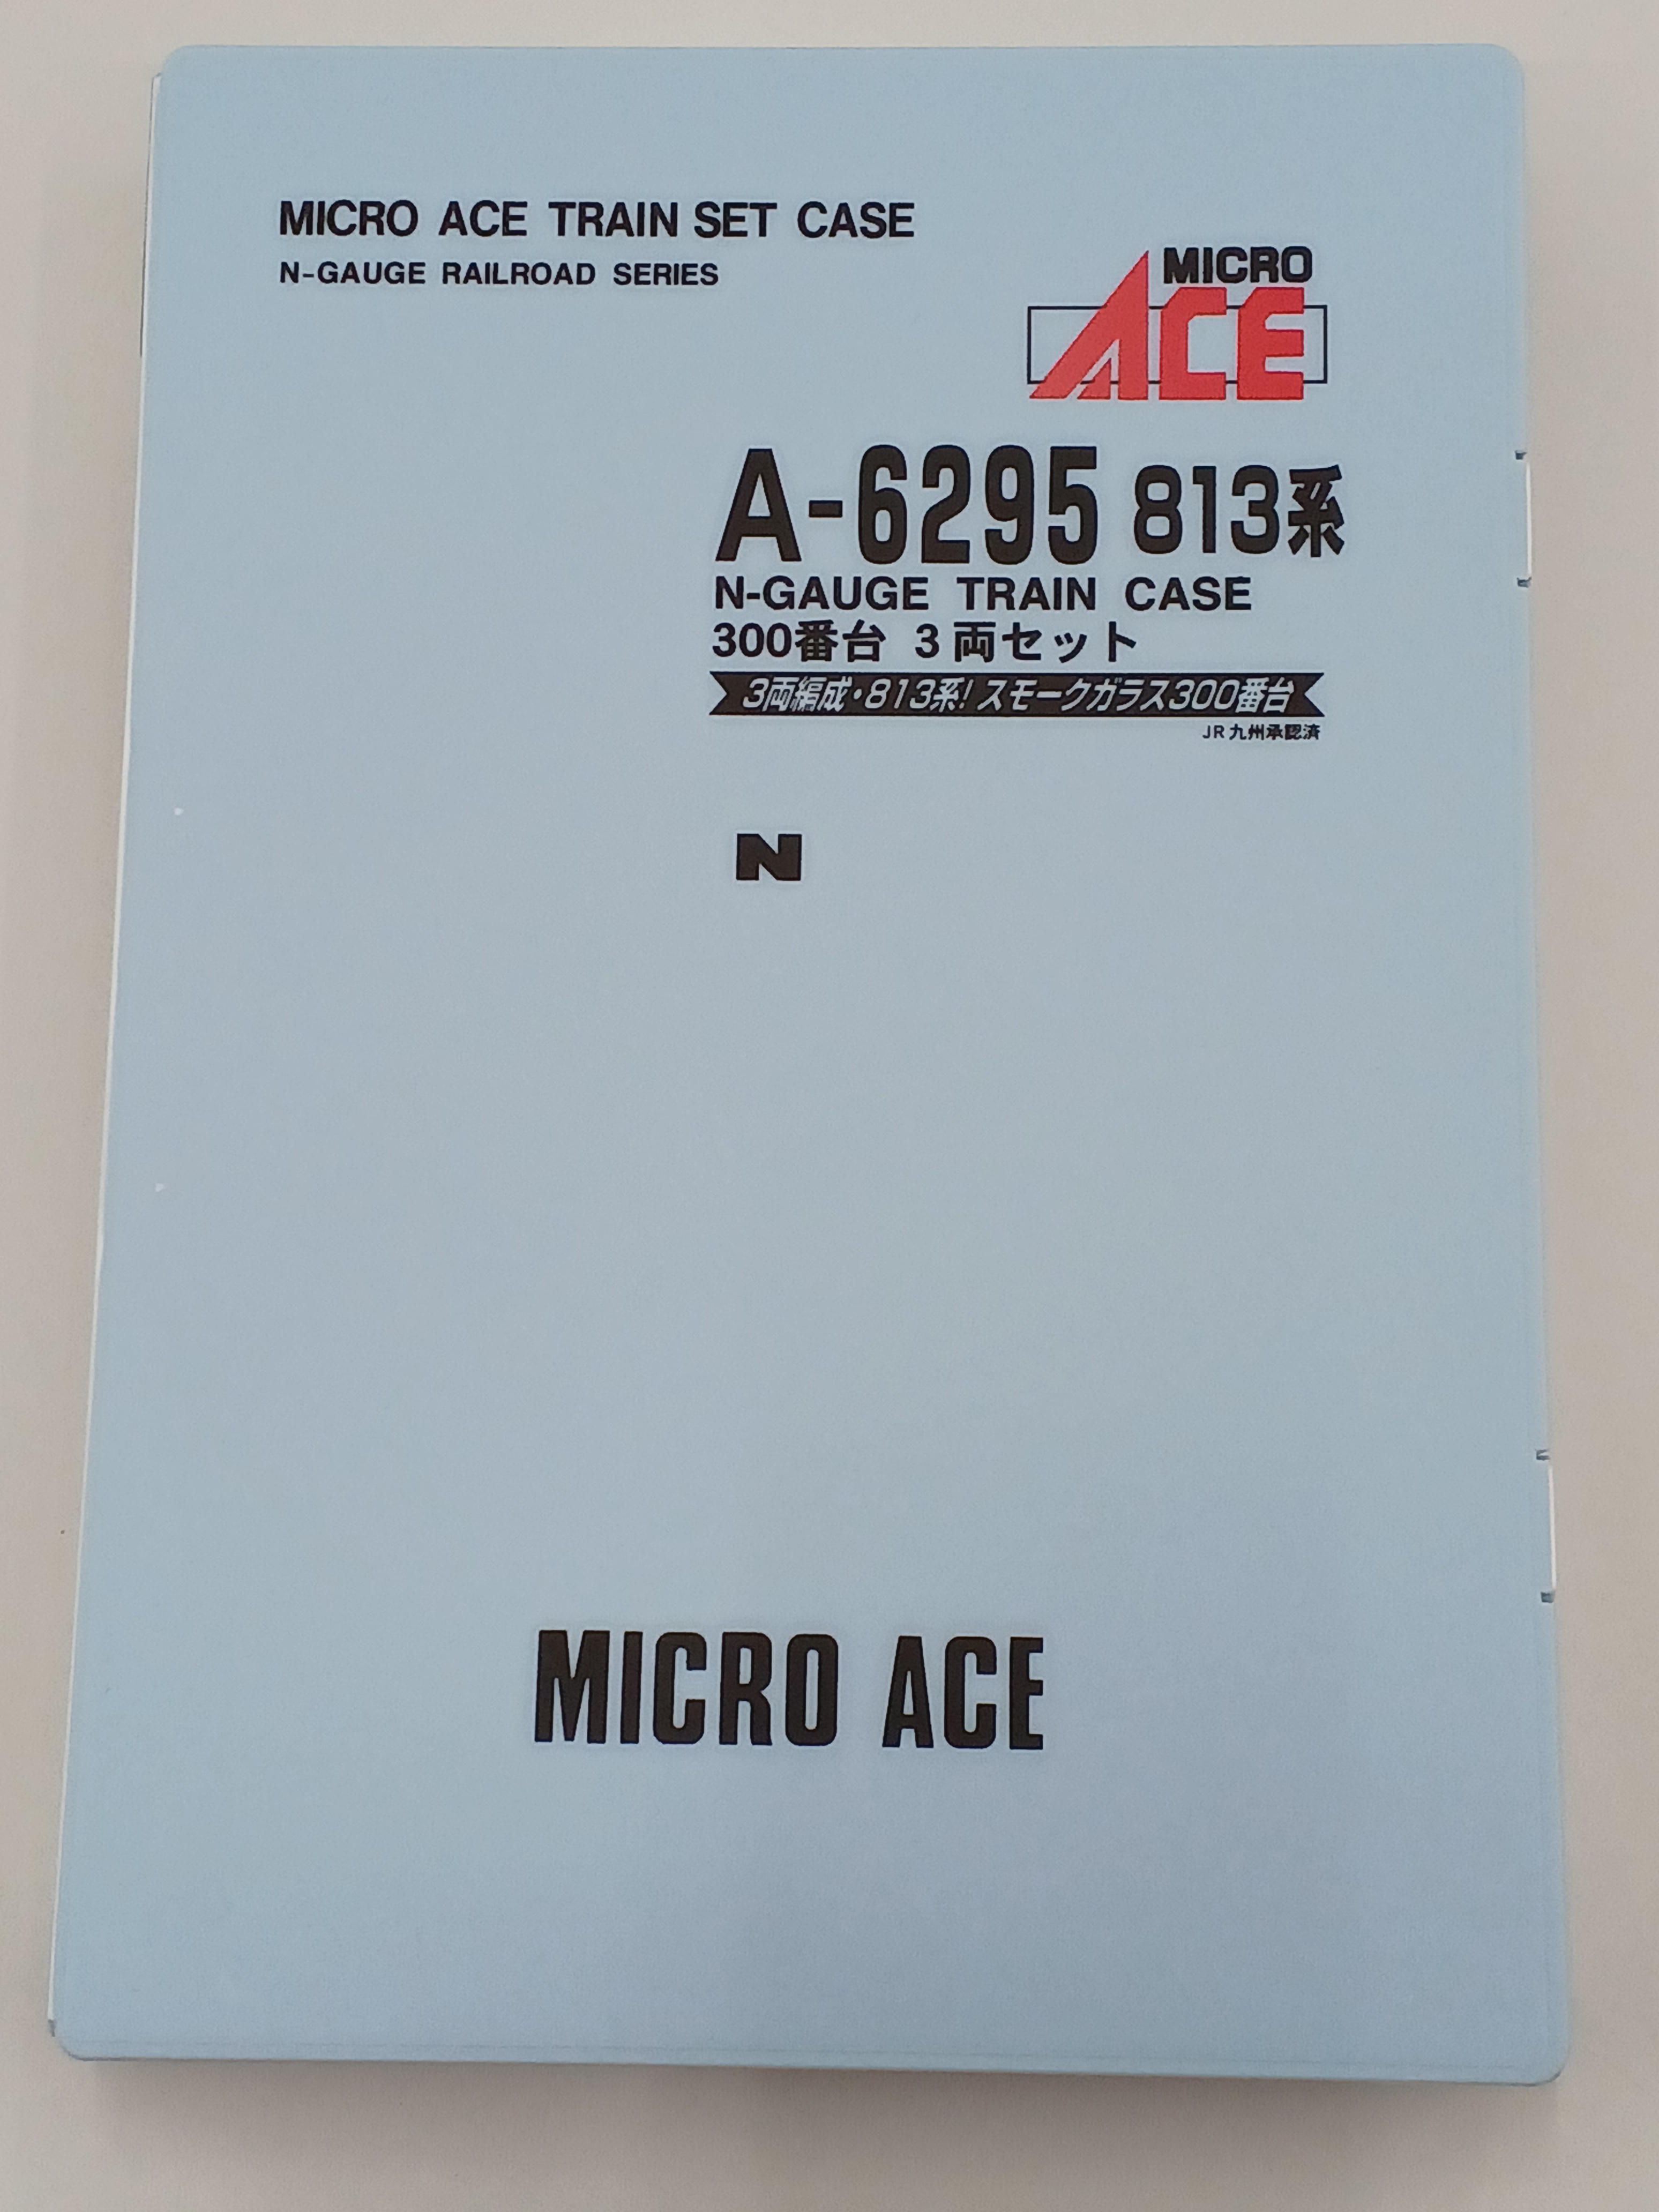 MICRO ACE TRAIN SET CASE
N-GAUGE RAILROAD SERIES
MICRO
ACE
A-6295 813系
N-GAUGE TRAIN CASE
300番台 3両セット
3両編成・813系! スモークガラス300番台
JR九州承認済
N
MICRO ACE